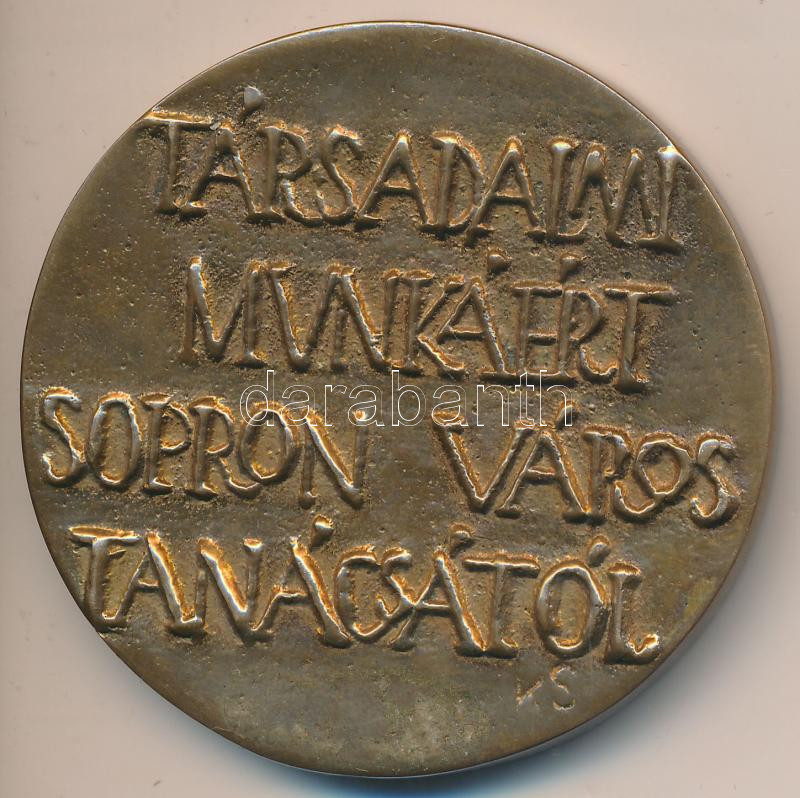 TÁRSADALMI
MUNKÁÉRT
darabanth
SOPRON VÁROS
TANÁCSÁTÓL
KS